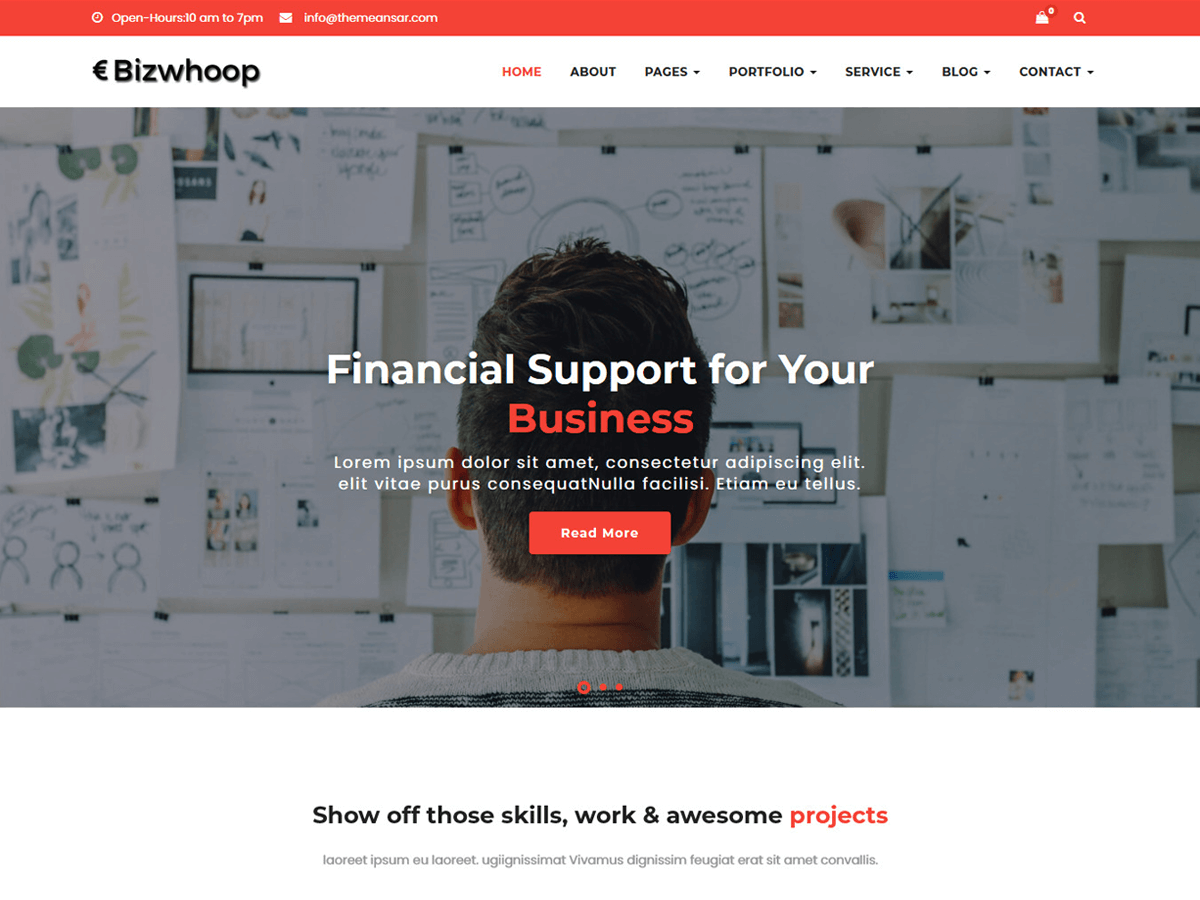 Open-Hours:10 am to 7pm info@themeansar.com 0
€ Bizwhoop
HOME ABOUT PAGES PORTFOLIO SERVICE BLOG CONTACT
Financial Support for Your
Business
Lorem ipsum dolor sit amet, consectetur adipiscing elit.
elit vitae purus consequatNulla facilisi. Etiam eu tellus.
Read More
Show off those skills, work & awesome projects
laoreet ipsum eu laoreet. ugiignissimat Vivamus dignissim feugiat erat sit amet convallis.